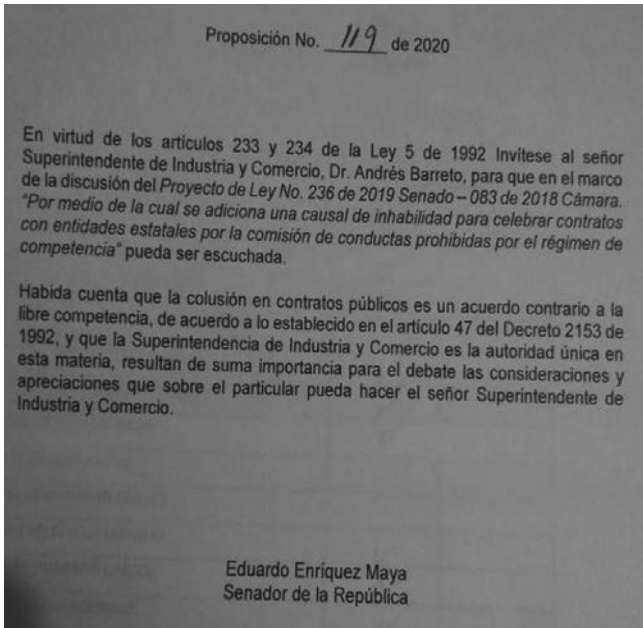 Proposición No. 119 de 2020
En virtud de los artículos 233 y 234 de la Ley 5 de 1992 Invítese al señor
Superintendente de Industria y Comercio, Dr. Andrés Barreto, para que en el marco
de la discusión del Proyecto de Ley No. 236 de 2019 Senado – 083 de 2018 Cámara.
"Por medio de la cual se adiciona una causal de inhabilidad para celebrar contratos
con entidades estatales por la comisión de conductas prohibidas por el régimen de
competencia" pueda ser escuchada.
Habida cuenta que la colusión en contratos públicos es un acuerdo contrario a la
libre competencia, de acuerdo a lo establecido en el artículo 47 del Decreto 2153 de
1992, y que la Superintendencia de Industria y Comercio es la autoridad única en
esta materia, resultan de suma importancia para el debate las consideraciones y
apreciaciones que sobre el particular pueda hacer el señor Superintendente de
Industria y Comercio.
Eduardo Enríquez Maya
Senador de la República